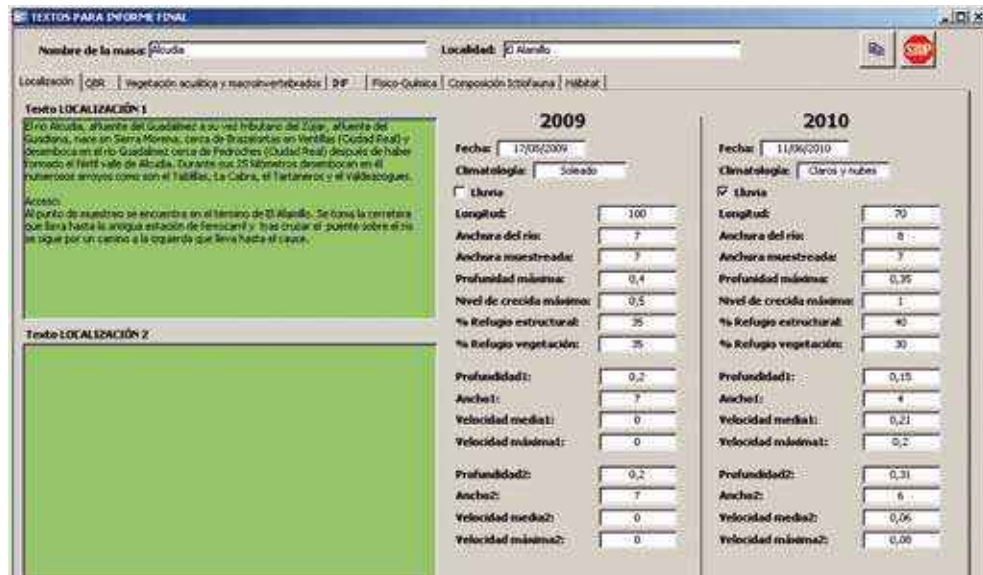 TEXTOS PARA INFORME FINAL
Nombre de la masa: Alcudia
Localidad: El Alamillo
STOP
Localización QBR Vegetación acuática y macroinvertebrados IHF Físico-Química Composición Ictiofauna Hábitat
Texto LOCALIZACIÓN 1
El río Alcudia, afluente del Guadalmez a su vez tributario del Zújar, afluente del
Guadiana, nace en Sierra Morena, cerca de Brazatortas en Ventillas (Ciudad Real) y
desemboca en el río Guadalmez cerca de Pedroches (Ciudad Real) después de haber
formado el fértil valle de Alcudia. Durante sus 25 kilómetros desembocan en él
numerosos arroyos como son el Tablillas, La Cabra, el Tartaneros y el Valdeazogues.
Acceso:
Al punto de muestreo se encuentra en el término de El Alamillo. Se toma la carretera
que lleva hasta la antigua estación de ferrocarril y tras cruzar el puente sobre el río
se sigue por un camino a la izquierda que lleva hasta el cauce.
Texto LOCALIZACIÓN 2
2009
Fecha: 17/05/2009
Climatología: Soleado
Lluvia
Longitud: 100
Anchura del río: 7
Anchura muestreada: 7
Profunidad máxima: 0,4
Nivel de crecida máximo: 0,5
% Refugio estructural: 35
% Refugio vegetación: 35
Profundidad1: 0,2
Ancho1: 7
Velocidad media1: 0
Velocidad máxima1: 0
Profundidad2: 0,2
Ancho2: 7
Velocidad media2: 0
Velocidad máxima2: 0
2010
Fecha: 11/06/2010
Climatología: Claros y nubes
Lluvia
Longitud: 70
Anchura del río: 8
Anchura muestreada: 7
Profunidad máxima: 0,35
Nivel de crecida máximo: 1
% Refugio estructural: 40
% Refugio vegetación: 30
Profundidad1: 0,15
Ancho1: 4
Velocidad media1: 0,21
Velocidad máxima1: 0,2
Profundidad2: 0,31
Ancho2: 6
Velocidad media2: 0,06
Velocidad máxima2: 0,08